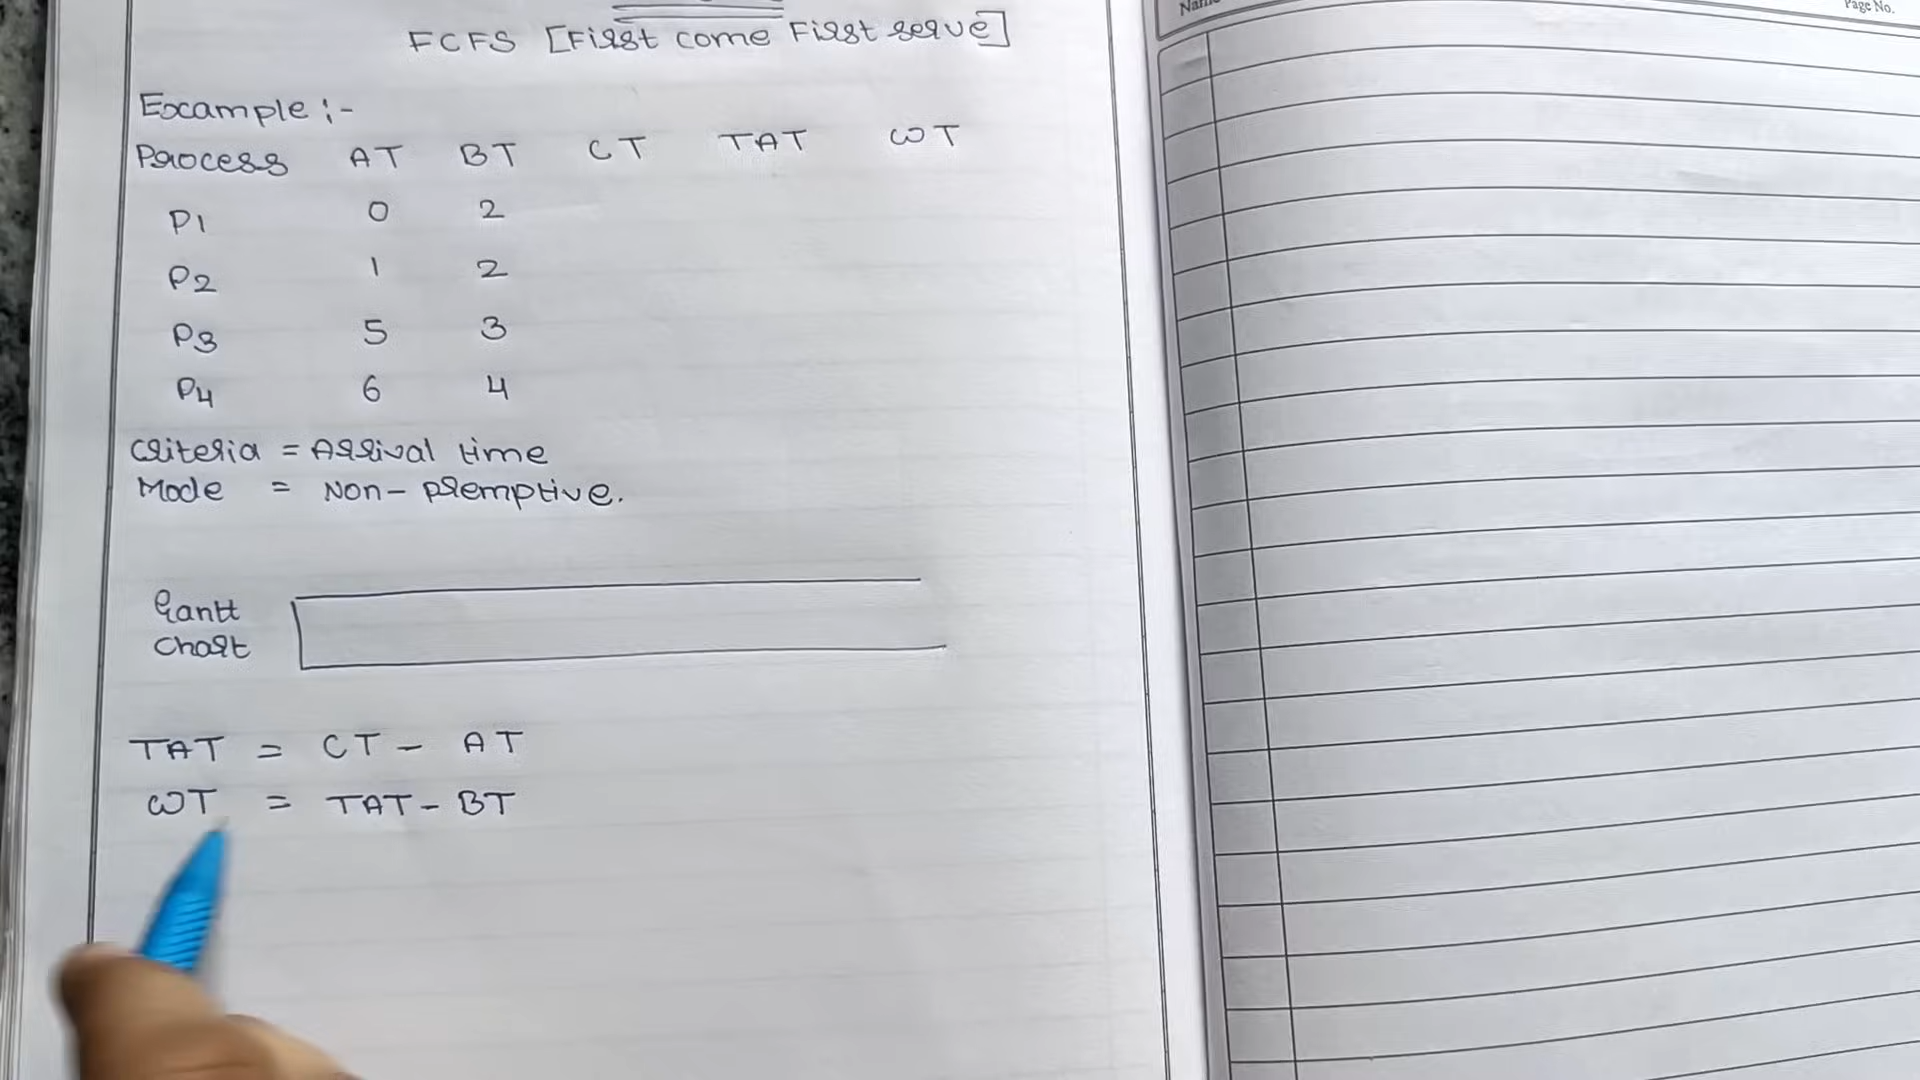 FCFS [First come First serve]
Example :-
Process AT BT CT TAT WT
P1 0 2
P2 1 2
P3 5 3
P4 6 4
Criteria = Arrival time
Mode = Non-premptive.
Gantt
Chart
TAT = CT - AT
WT = TAT - BT
Page No.